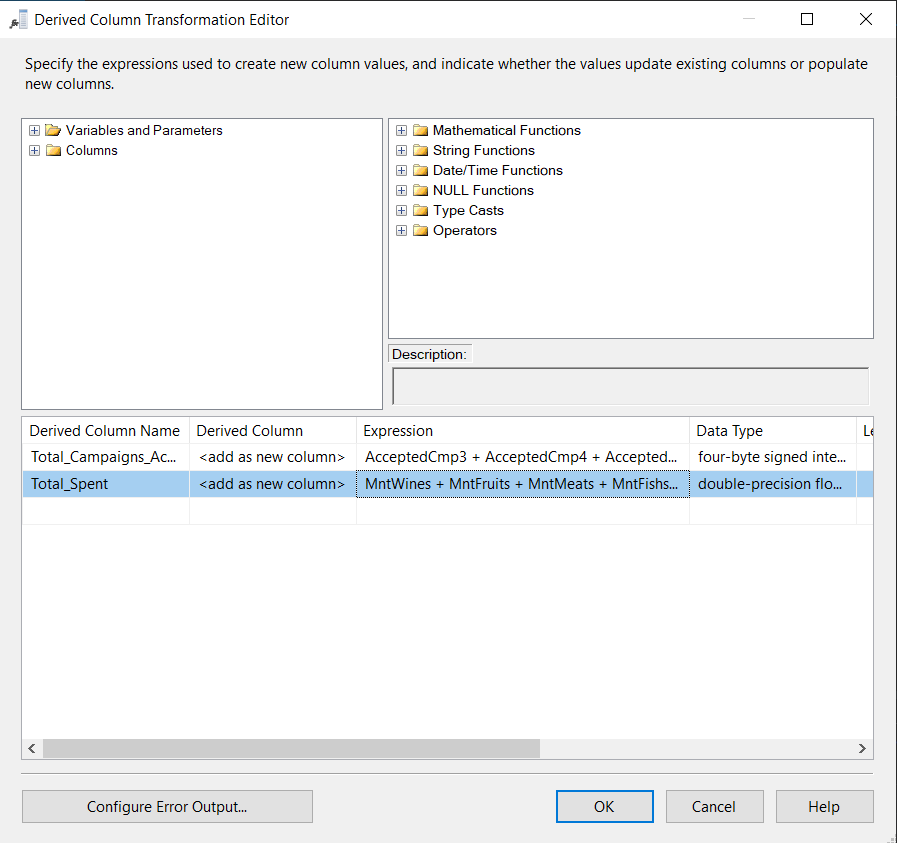 Derived Column Transformation Editor
Specify the expressions used to create new column values, and indicate whether the values update existing columns or populate
new columns.
Variables and Parameters
Columns
Mathematical Functions
String Functions
Date/Time Functions
NULL Functions
Type Casts
Operators
Description:
Derived Column Name Derived Column Expression Data Type Le
Total_Campaigns_Ac... <add as new column> AcceptedCmp3 + AcceptedCmp4 + Accepted... four-byte signed inte...
Total_Spent <add as new column> MntWines + MntFruits + MntMeats + MntFishs... double-precision flo...
Configure Error Output... OK Cancel Help